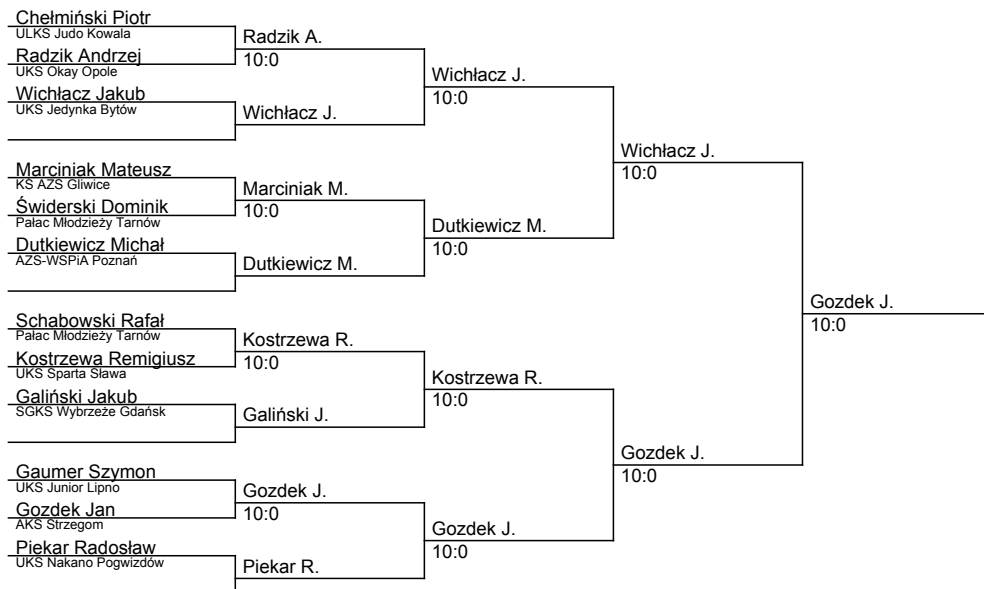 Chełmiński Piotr
ULKS Judo Kowala
Radzik Andrzej
UKS Okay Opole
Wichłacz Jakub
UKS Jedynka Bytów
Marciniak Mateusz
KS AZS Gliwice
Świderski Dominik
Pałac Młodzieży Tarnów
Dutkiewicz Michał
AZS-WSPiA Poznań
Schabowski Rafał
Pałac Młodzieży Tarnów
Kostrzewa Remigiusz
UKS Sparta Sława
Galiński Jakub
SGKS Wybrzeże Gdańsk
Gaumer Szymon
UKS Junior Lipno
Gozdek Jan
AKS Strzegom
Piekar Radosław
UKS Nakano Pogwizdów
Radzik A.
10:0
Wichłacz J.
Marciniak M.
10:0
Dutkiewicz M.
Kostrzewa R.
10:0
Galiński J.
Gozdek J.
10:0
Piekar R.
Wichłacz J.
10:0
Dutkiewicz M.
10:0
Kostrzewa R.
10:0
Gozdek J.
10:0
Wichłacz J.
10:0
Gozdek J.
10:0
Gozdek J.
10:0